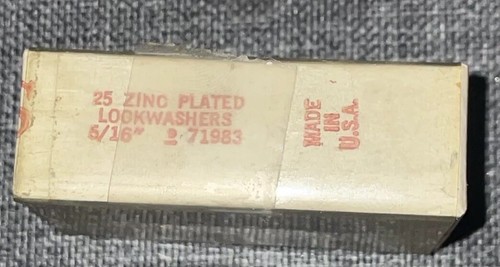 25 ZINC PLATED
LOCKWASHERS
5/16" 71983
MADE
IN
U.S.A.